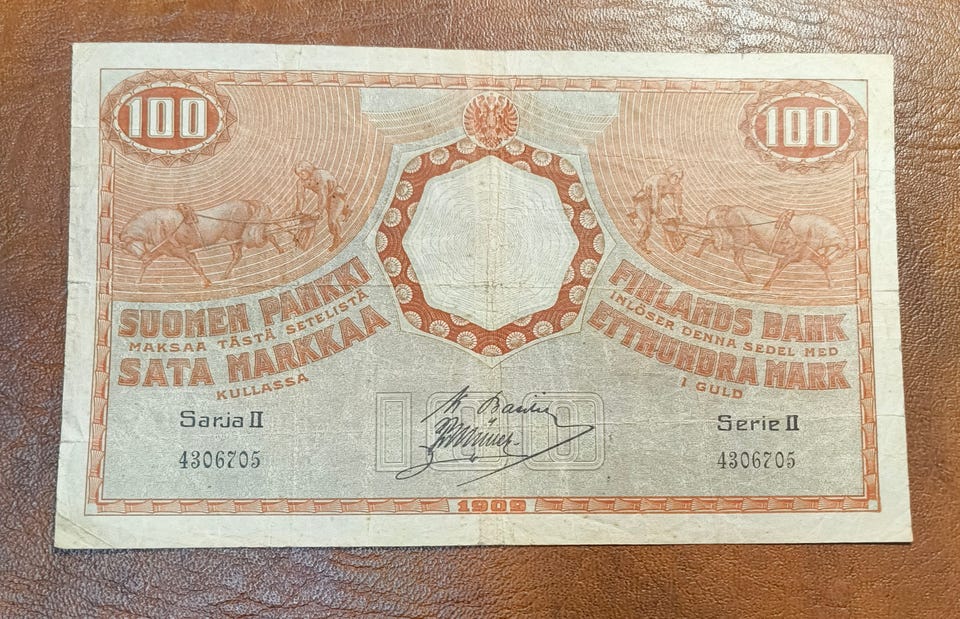 100
100
SUOMEN PANKKI
MAKSAA TÄSTÄ SETELISTÄ
SATA MARKKAA
KULLASSA
FINLANDS BANK
INLÖSER DENNA SEDEL MED
ETTHUNDRA MARK
I GULD
Sarja II
4306705
100
Serie II
4306705
1909